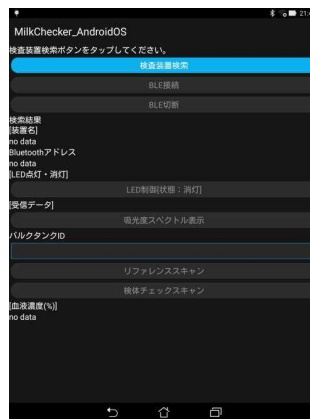 21:4
MilkChecker_AndroidOS
検査装置検索ボタンをタップしてください。
検査装置検索
BLE接続
BLE切断
検索結果
[装置名]
no data
Bluetoothアドレス
no data
[LED点灯・消灯]
LED制御[状態：消灯]
[受信データ]
吸光度スペクトル表示
バルクタンクID
リファレンススキャン
検体チェックスキャン
[血液濃度(%)]
no data